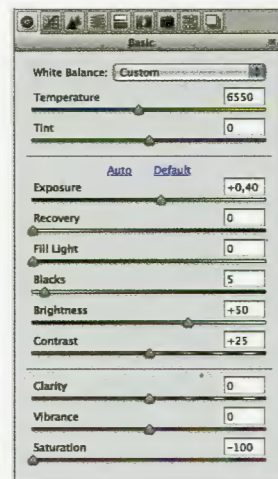 Basic
White Balance: Custom
Temperature 6550
Tint 0
Auto Default
Exposure +0,40
Recovery 0
Fill Light 0
Blacks 5
Brightness +50
Contrast +25
Clarity 0
Vibrance 0
Saturation -100